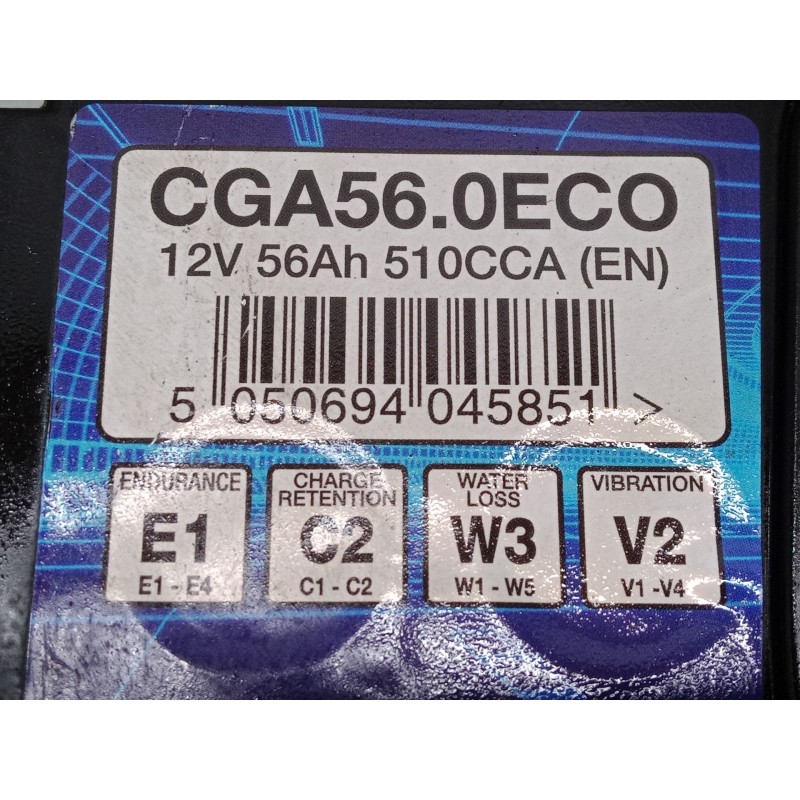 CGA56.0ECO
12V 56Ah 510CCA (EN)
5 050694 045851 >
ENDURANCE
E1
E1 - E4
CHARGE
RETENTION
C2
C1 - C2
WATER
LOSS
W3
W1 - W5
VIBRATION
V2
V1 -V4